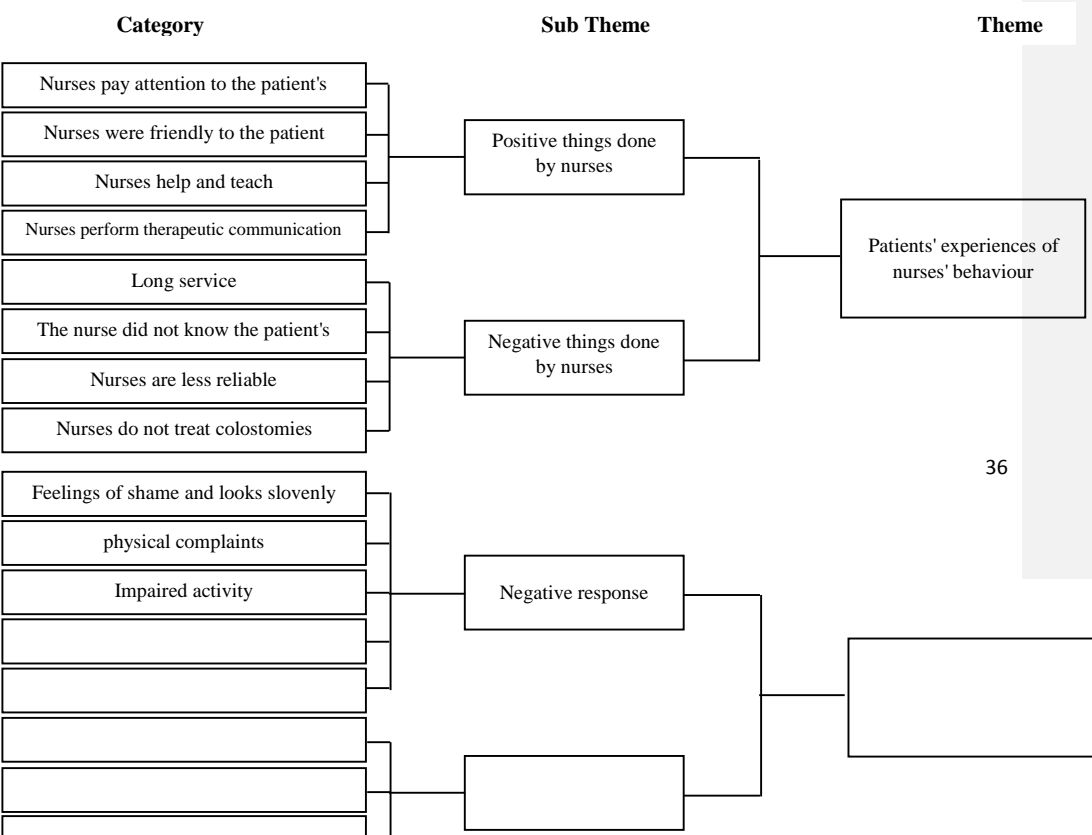 Category
Sub Theme
Theme
Nurses pay attention to the patient's
Nurses were friendly to the patient
Nurses help and teach
Nurses perform therapeutic communication
Positive things done
by nurses
Long service
The nurse did not know the patient's
Nurses are less reliable
Nurses do not treat colostomies
Negative things done
by nurses
Patients' experiences of
nurses' behaviour
36
Feelings of shame and looks slovenly
physical complaints
Impaired activity
Negative response